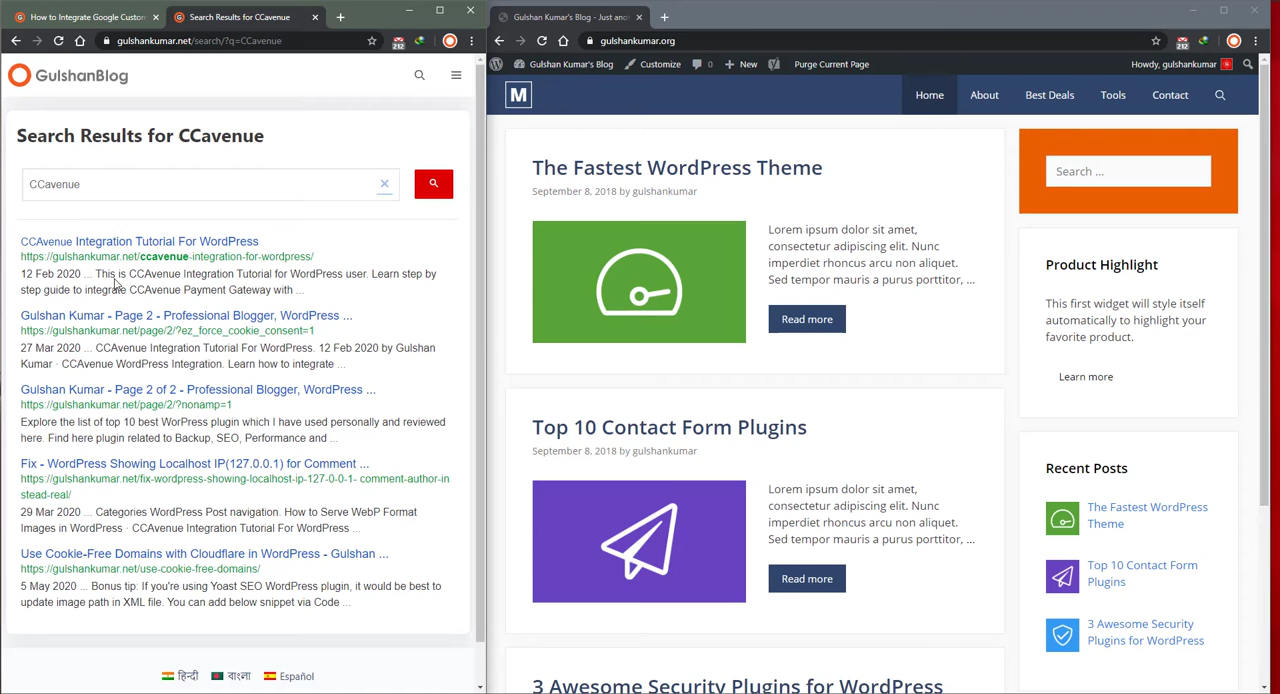 How to Integrate Google Custom
Search Results for CCavenue
gulshankumar.net/search/?q=CCavenue
212
GulshanBlog
Search Results for CCavenue
CCavenue
CCAvenue Integration Tutorial For WordPress
https://gulshankumar.net/ccavenue-integration-for-wordpress/
12 Feb 2020 ... This is CCAvenue Integration Tutorial for WordPress user. Learn step by
step guide to integrate CCAvenue Payment Gateway with ...
Gulshan Kumar - Page 2 - Professional Blogger, WordPress ...
https://gulshankumar.net/page/2/?ez_force_cookie_consent=1
27 Mar 2020 ... CCAvenue Integration Tutorial For WordPress. 12 Feb 2020 by Gulshan
Kumar · CCAvenue WordPress Integration. Learn how to integrate ...
Gulshan Kumar - Page 2 of 2 - Professional Blogger, WordPress ...
https://gulshankumar.net/page/2/?nonamp=1
Explore the list of top 10 best WorPress plugin which I have used personally and reviewed
here. Find here plugin related to Backup, SEO, Performance and ...
Fix - WordPress Showing Localhost IP(127.0.0.1) for Comment ...
https://gulshankumar.net/fix-wordpress-showing-localhost-ip-127-0-0-1- comment-author-in
stead-real/
29 Mar 2020 ... Categories WordPress Post navigation. How to Serve WebP Format
Images in WordPress · CCAvenue Integration Tutorial For WordPress ...
Use Cookie-Free Domains with Cloudflare in WordPress - Gulshan ...
https://gulshankumar.net/use-cookie-free-domains/
5 May 2020 ... Bonus tip: If you're using Yoast SEO WordPress plugin, it would be best to
update image path in XML file. You can add below snippet via Code ...
हिन्दी বাংলা Español
Gulshan Kumar's Blog - Just ano
gulshankumar.org
212
Gulshan Kumar's Blog Customize 0 New Purge Current Page Howdy, gulshankumar
M Home About Best Deals Tools Contact
The Fastest WordPress Theme
September 8, 2018 by gulshankumar
Lorem ipsum dolor sit amet,
consectetur adipiscing elit. Nunc
imperdiet rhoncus arcu non aliquet.
Sed tempor mauris a purus porttitor, ...
Read more
Top 10 Contact Form Plugins
September 8, 2018 by gulshankumar
Lorem ipsum dolor sit amet,
consectetur adipiscing elit. Nunc
imperdiet rhoncus arcu non aliquet.
Sed tempor mauris a purus porttitor, ...
Read more
3 Awesome Security Plugins for WordPress
Search ...
Product Highlight
This first widget will style itself
automatically to highlight your
favorite product.
Learn more
Recent Posts
The Fastest WordPress
Theme
Top 10 Contact Form
Plugins
3 Awesome Security
Plugins for WordPress